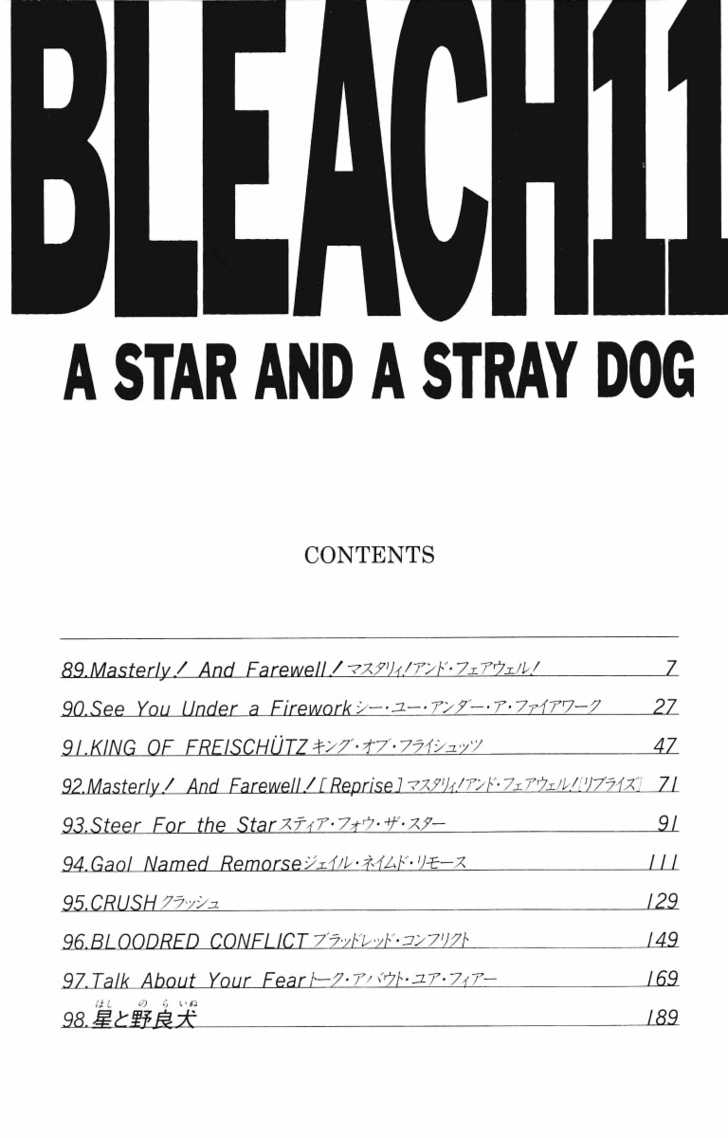 BLEACH11
A STAR AND A STRAY DOG
CONTENTS
89.Masterly! And Farewell! マスタリィ!アンド・フェアウェル! 7
90.See You Under a Firework シー・ユー・アンダー・ア・ファイアワーク 27
91.KING OF FREISCHÜTZ キング・オブ・フライシュッツ 47
92.Masterly! And Farewell! [Reprise] マスタリィ!アンド・フェアウェル![リプライズ] 71
93.Steer For the Star スティア・フォウ・ザ・スター 91
94.Gaol Named Remorse ジェイル・ネイムド・リモース 111
95.CRUSH クラッシュ 129
96.BLOODRED CONFLICT ブラッドレッド・コンフリクト 149
97.Talk About Your Fear トーク・アバウト・ユア・フィアー 169
ほし の ら いぬ
98.星と野良犬 189